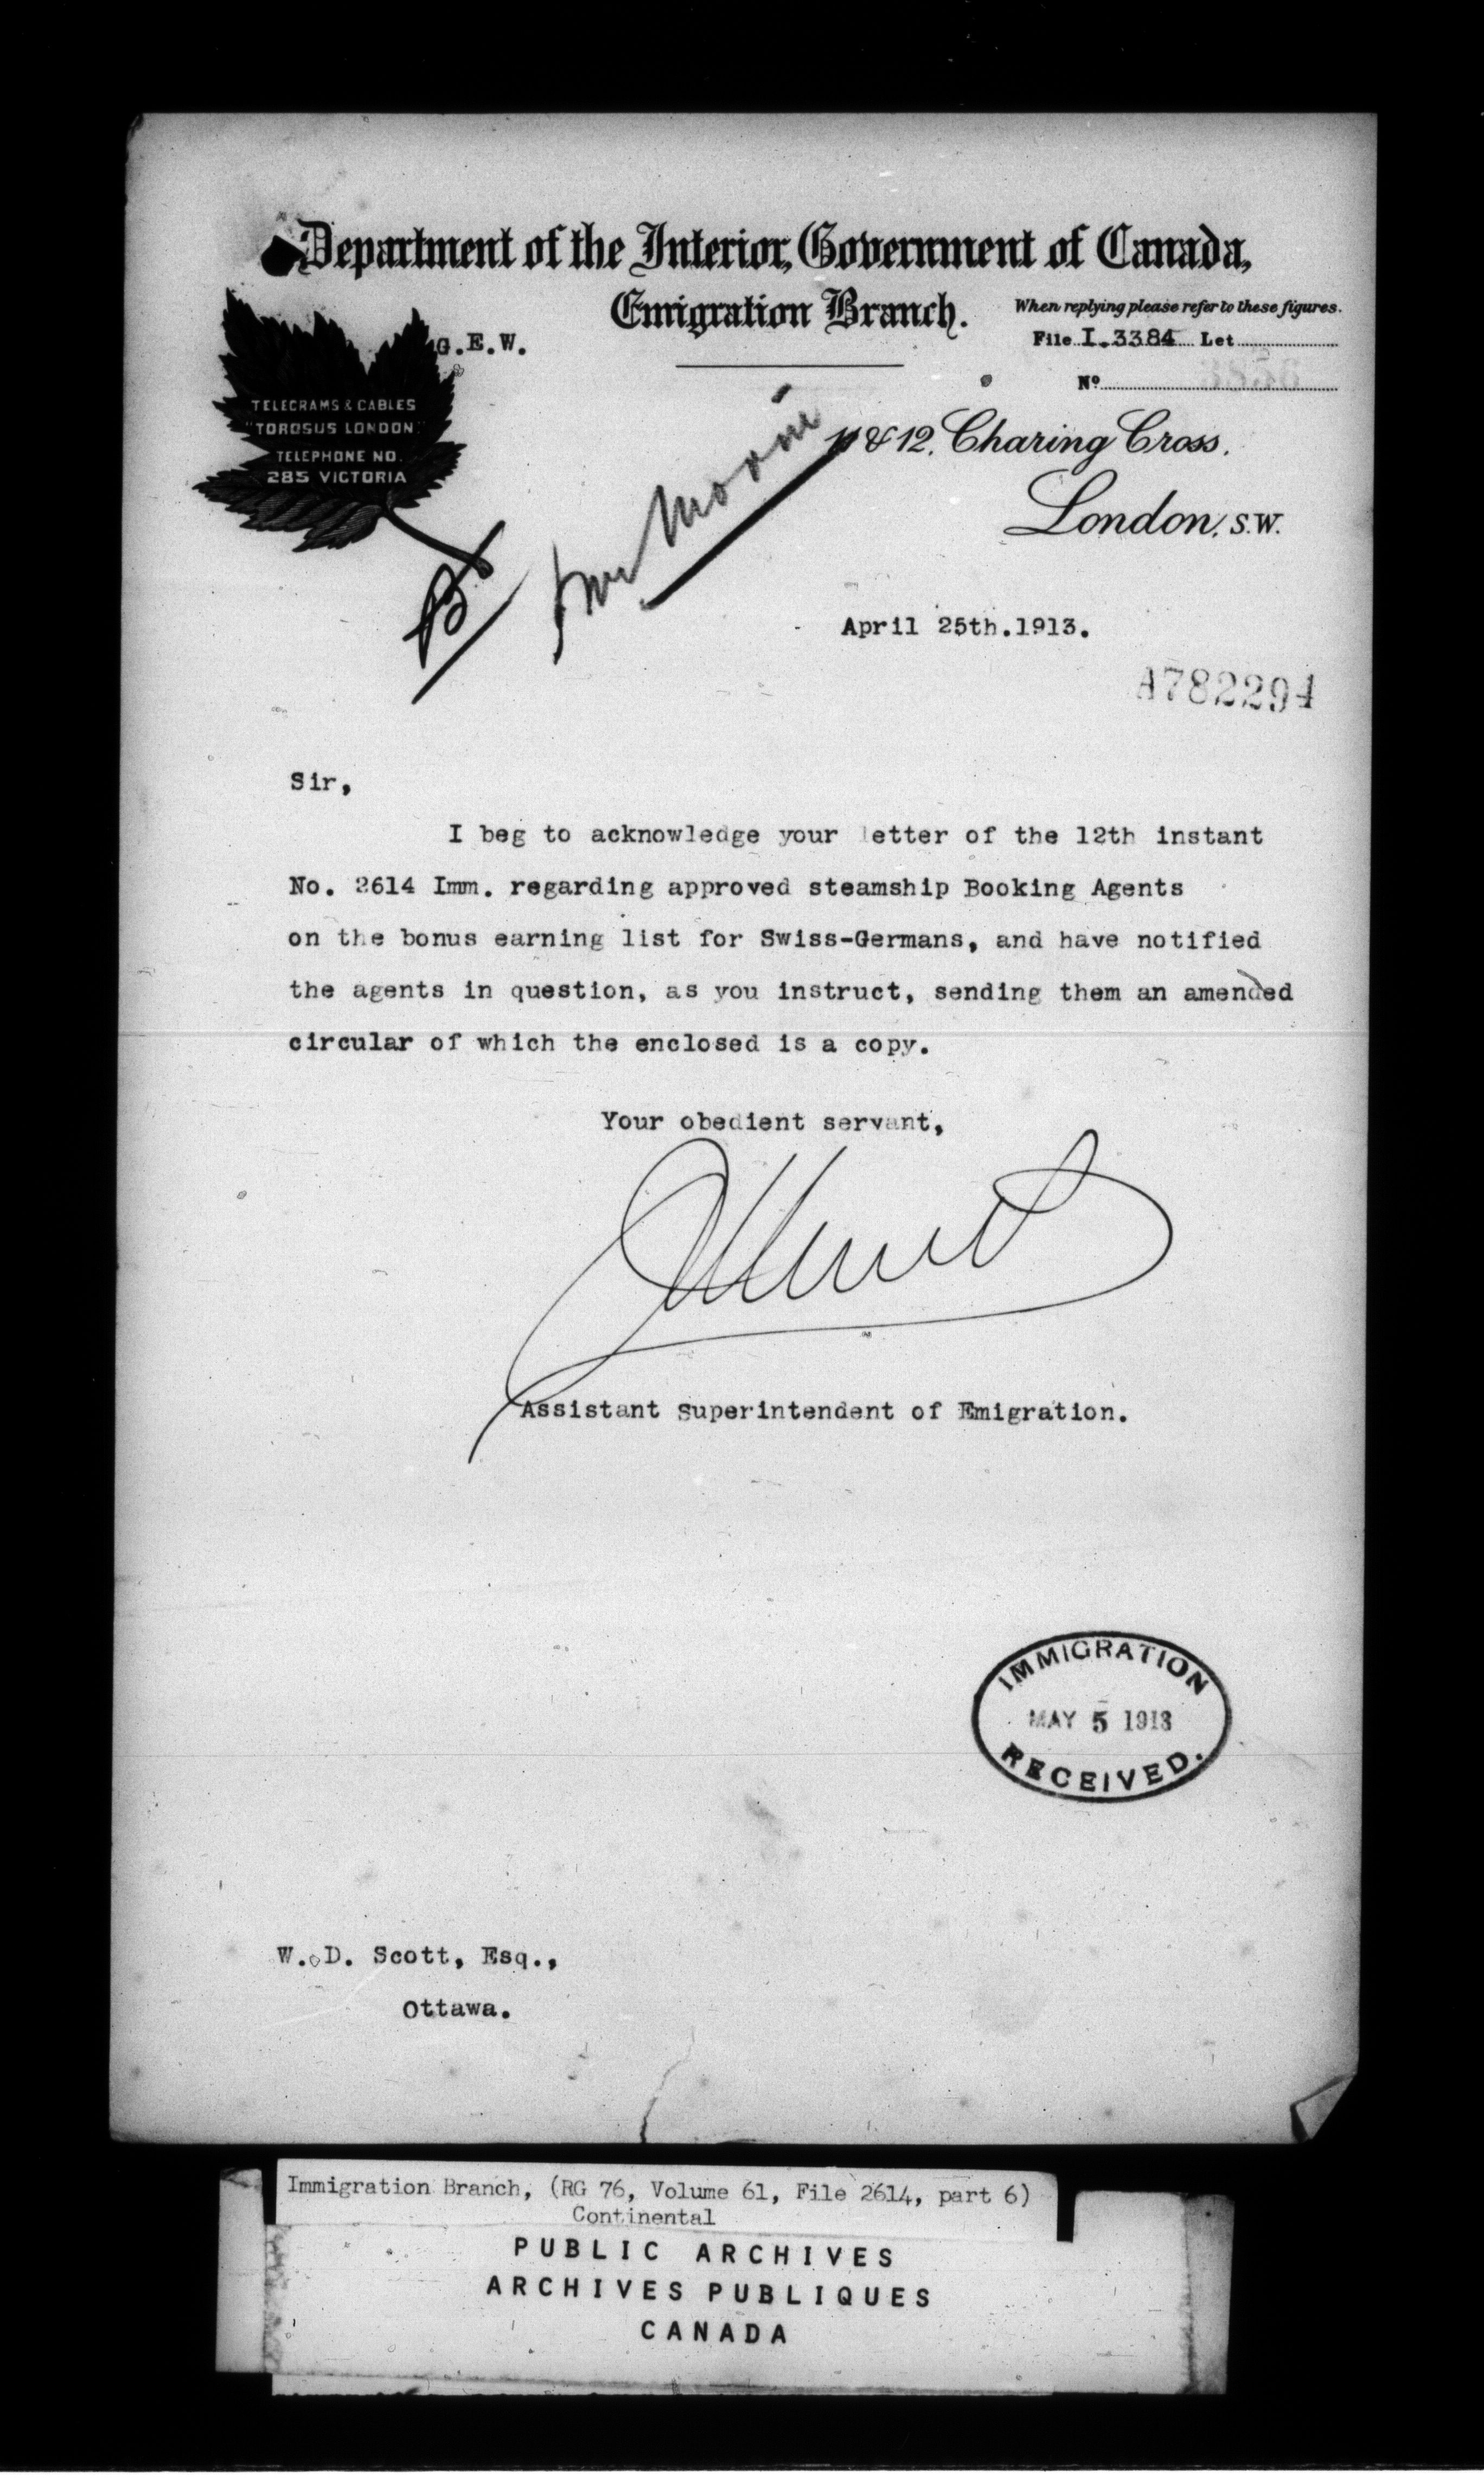 Department of the Interior, Government of Canada,
Emigration Branch.
When replying please refer to these figures.
G.E.W.
File I.3384 Let
No
TELEGRAMS & CABLES
"TOROSUS LONDON"
TELEPHONE NO.
285 VICTORIA
11 & 12, Charing Cross,
London, S.W.
April 25th.1913.
A782294
Sir,
I beg to acknowledge your letter of the 12th instant
No. 2614 Imm. regarding approved steamship Booking Agents
on the bonus earning list for Swiss-Germans, and have notified
the agents in question, as you instruct, sending them an amended
circular of which the enclosed is a copy.
Your obedient servant,
Assistant Superintendent of Emigration.
IMMIGRATION
MAY 5 1913
RECEIVED.
W. D. Scott, Esq.,
Ottawa.
Immigration Branch, (RG 76, Volume 61, File 2614, part 6)
Continental
PUBLIC ARCHIVES
ARCHIVES PUBLIQUES
CANADA